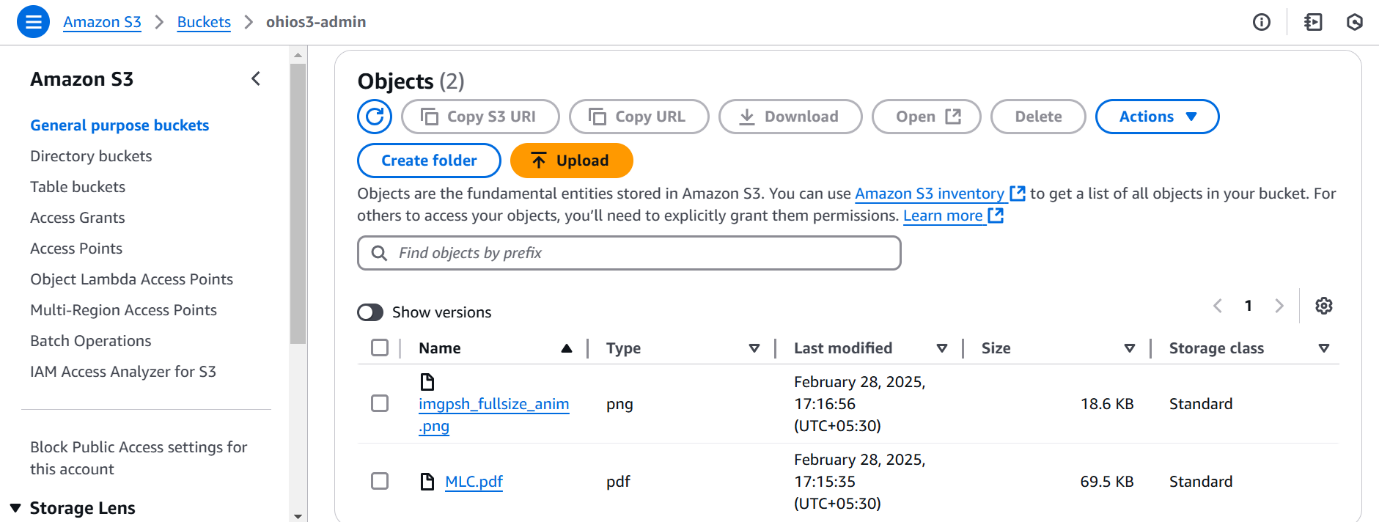 Amazon S3 > Buckets > ohios3-admin
Amazon S3
General purpose buckets
Directory buckets
Table buckets
Access Grants
Access Points
Object Lambda Access Points
Multi-Region Access Points
Batch Operations
IAM Access Analyzer for S3
Block Public Access settings for
this account
Storage Lens
Objects (2)
Copy S3 URI
Copy URL
Download
Open
Delete
Actions
Create folder
Upload
Objects are the fundamental entities stored in Amazon S3. You can use Amazon S3 inventory to get a list of all objects in your bucket. For
others to access your objects, you'll need to explicitly grant them permissions. Learn more
Find objects by prefix
Show versions
1
Name Type Last modified Size Storage class
imgpsh_fullsize_anim
.png
png
February 28, 2025,
17:16:56
(UTC+05:30)
18.6 KB
Standard
MLC.pdf
pdf
February 28, 2025,
17:15:35
(UTC+05:30)
69.5 KB
Standard